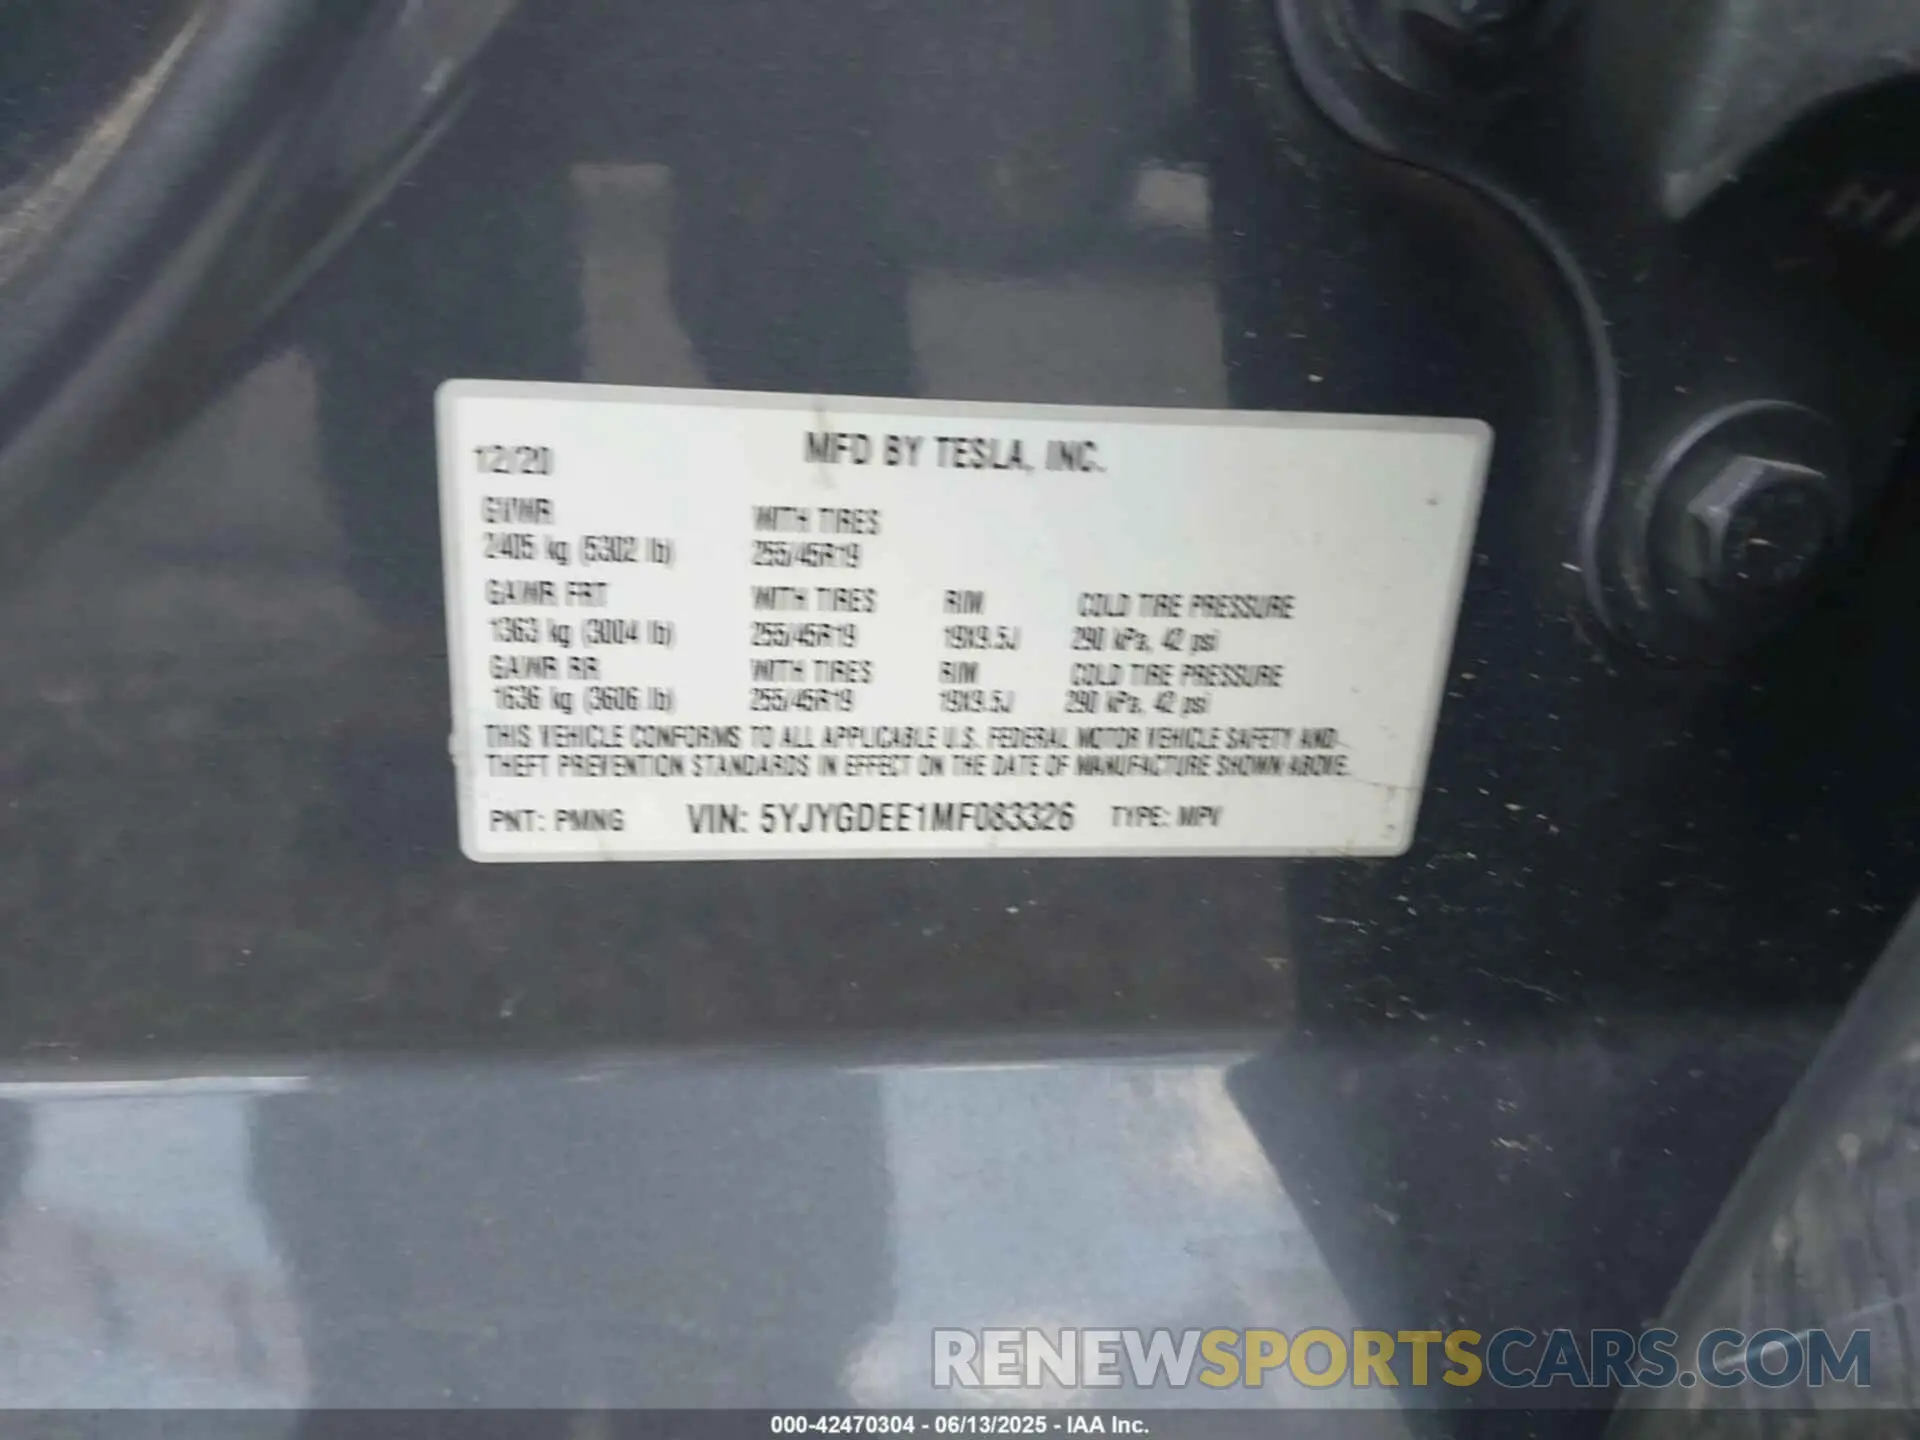 12/20 MFD BY TESLA, INC.
GVWR WITH TIRES
2405 kg (5302 lb) 255/45R19
GAWR FRT WITH TIRES RIM COLD TIRE PRESSURE
1363 kg (3004 lb) 255/45R19 19X9.5J 290 kPa, 42 psi
GAWR RR WITH TIRES RIM COLD TIRE PRESSURE
1636 kg (3606 lb) 255/45R19 19X9.5J 290 kPa, 42 psi
THIS VEHICLE CONFORMS TO ALL APPLICABLE U.S. FEDERAL MOTOR VEHICLE SAFETY AND
THEFT PREVENTION STANDARDS IN EFFECT ON THE DATE OF MANUFACTURE SHOWN ABOVE.
PNT: PMNG VIN: 5YJYGDEE1MF083326 TYPE: MPV
RENEWSPORTSCARS.COM
000-42470304 - 06/13/2025 - IAA Inc.